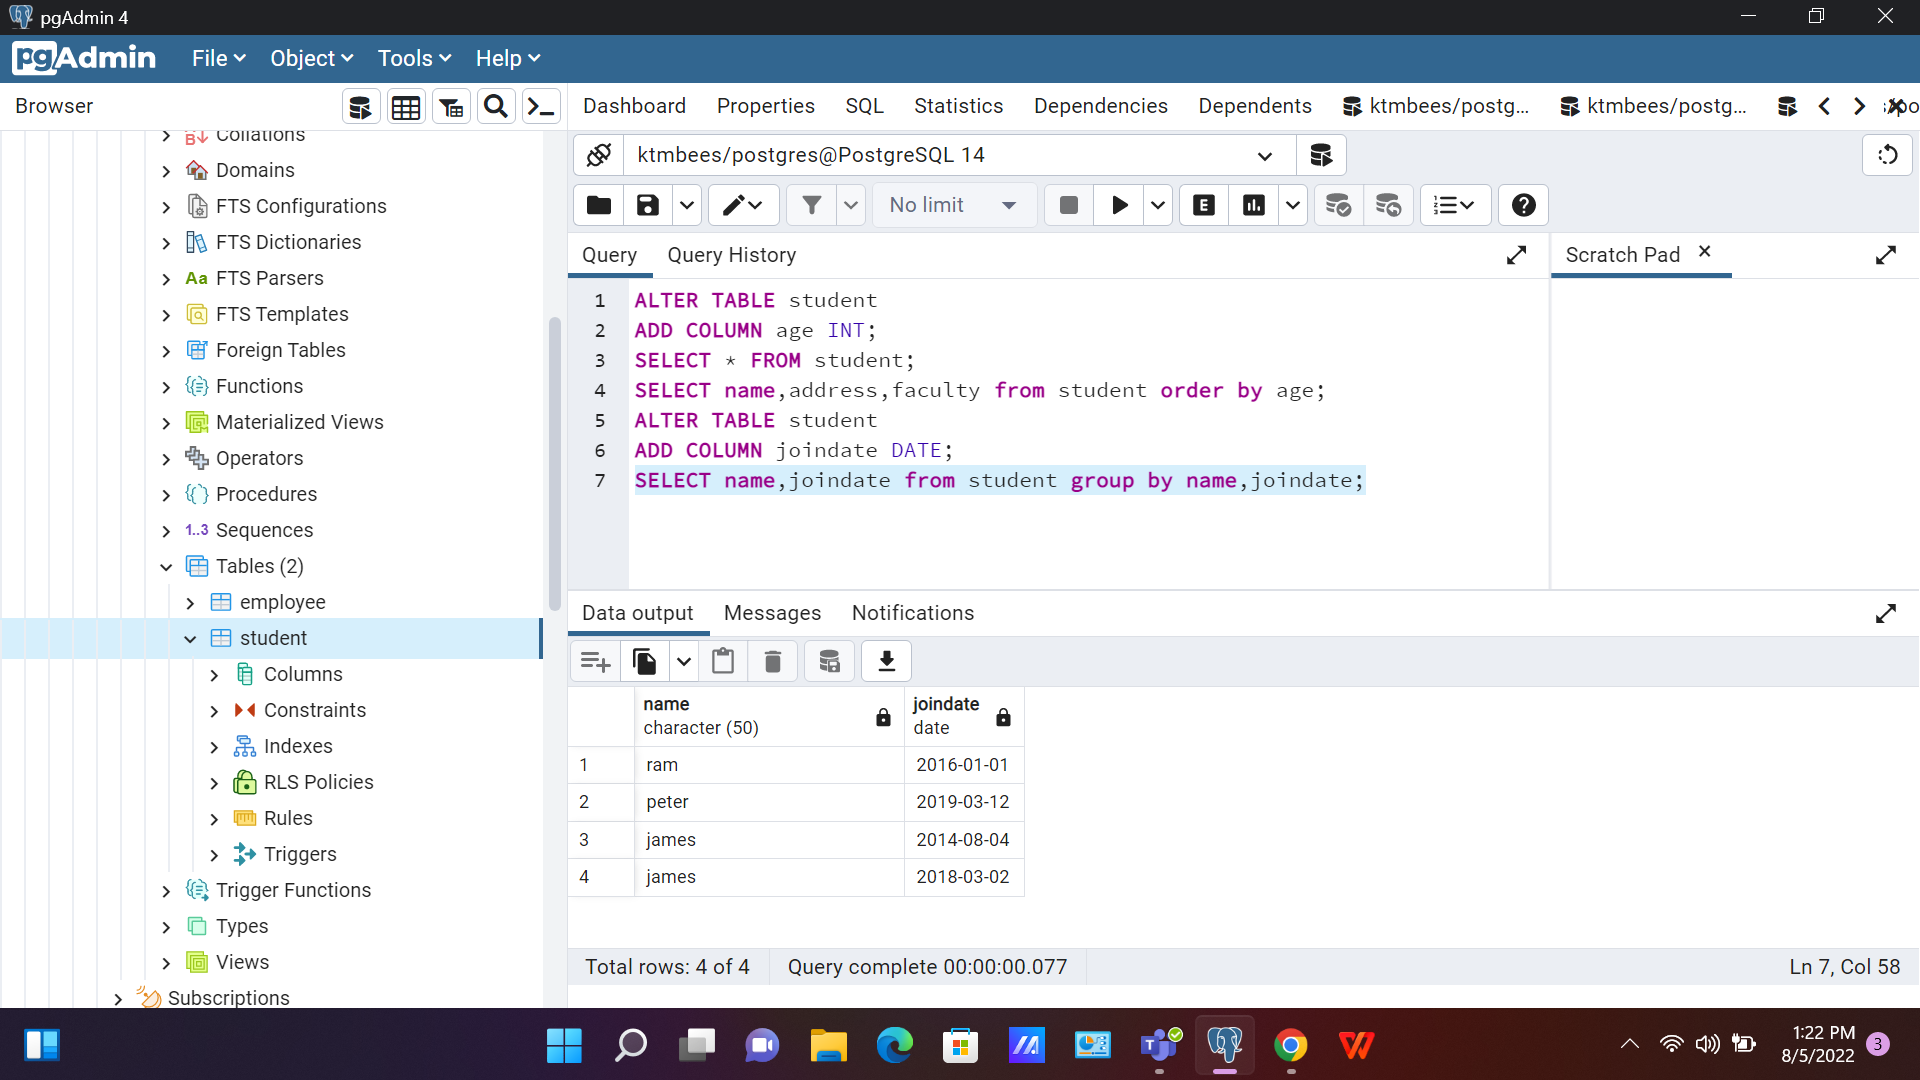 pgAdmin 4
pgAdmin File Object Tools Help
Browser
Dashboard Properties SQL Statistics Dependencies Dependents ktmbees/postg... ktmbees/postg...
ktmbees/postgres@PostgreSQL 14
No limit
Query Query History
Scratch Pad
Collations
Domains
FTS Configurations
FTS Dictionaries
Aa FTS Parsers
FTS Templates
Foreign Tables
Functions
Materialized Views
Operators
Procedures
1..3 Sequences
Tables (2)
employee
student
Columns
Constraints
Indexes
RLS Policies
Rules
Triggers
Trigger Functions
Types
Views
Subscriptions
1 ALTER TABLE student
2 ADD COLUMN age INT;
3 SELECT * FROM student;
4 SELECT name,address,faculty from student order by age;
5 ALTER TABLE student
6 ADD COLUMN joindate DATE;
7 SELECT name,joindate from student group by name,joindate;
Data output Messages Notifications
name joindate
character (50) date
1 ram 2016-01-01
2 peter 2019-03-12
3 james 2014-08-04
4 james 2018-03-02
Total rows: 4 of 4 Query complete 00:00:00.077 Ln 7, Col 58
1:22 PM
8/5/2022
3